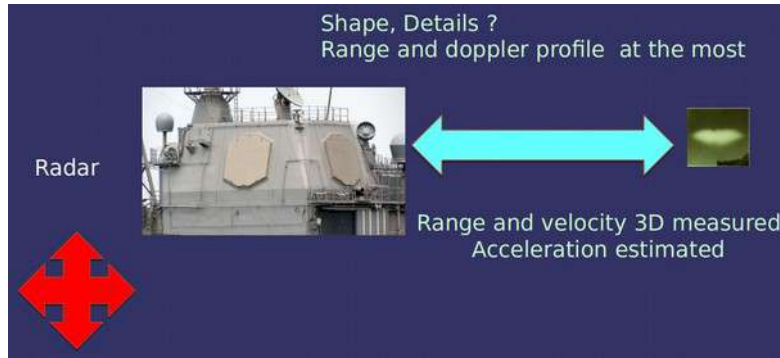 Shape, Details ?
Range and doppler profile at the most
Radar
Range and velocity 3D measured
Acceleration estimated